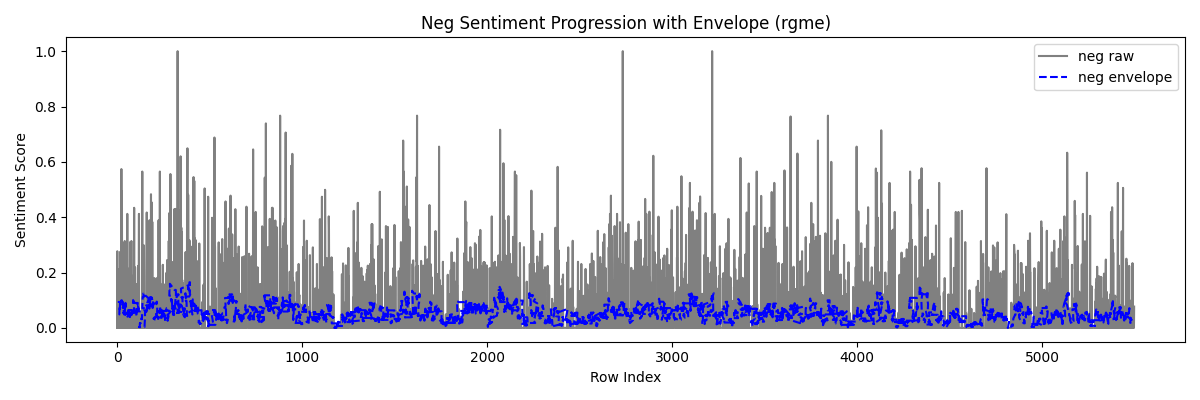 Neg Sentiment Progression with Envelope (rgme)
neg raw
neg envelope
Sentiment Score
1.0
0.8
0.6
0.4
0.2
0.0
0 1000 2000 3000 4000 5000
Row Index